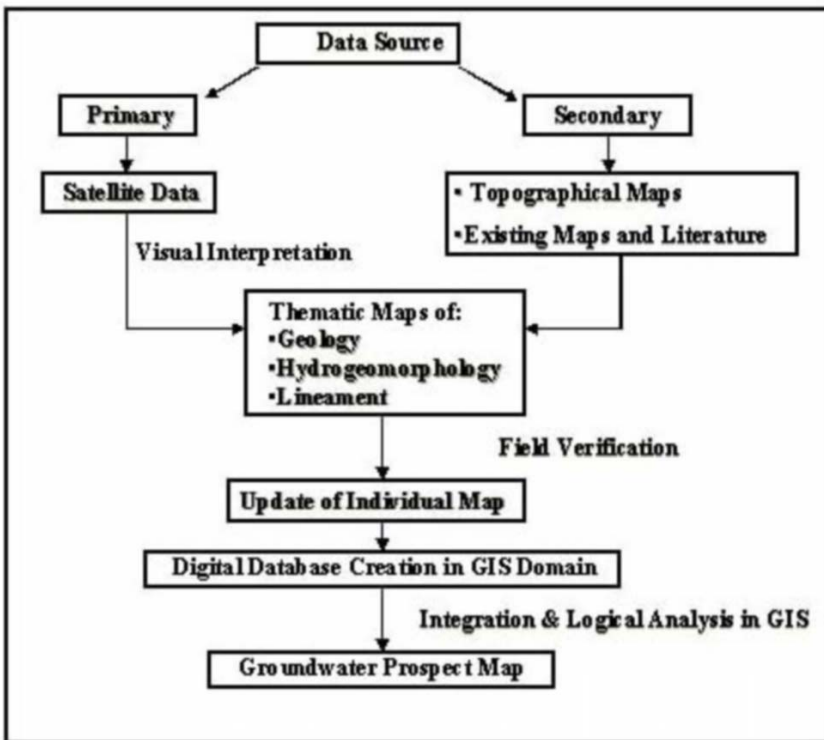 Data Source
Primary
Secondary
Satellite Data
• Topographical Maps
•Existing Maps and Literature
Visual Interpretation
Thematic Maps of:
•Geology
•Hydrogeomorphology
•Lineament
Field Verification
Update of Individual Map
Digital Database Creation in GIS Domain
Integration & Logical Analysis in GIS
Groundwater Prospect Map